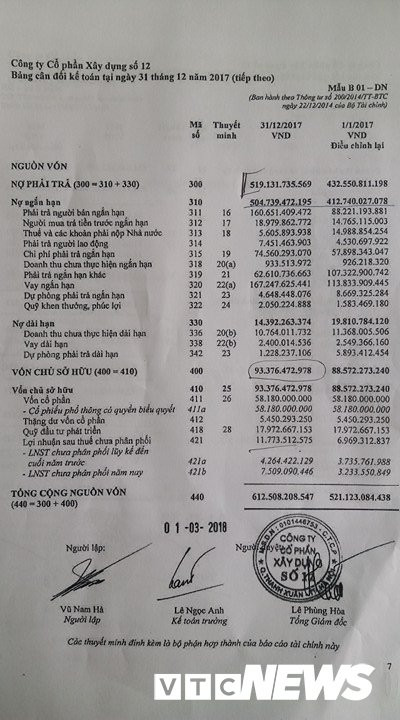 Công ty Cổ phần Xây dựng số 12
Bảng cân đối kế toán tại ngày 31 tháng 12 năm 2017 (tiếp theo)
Mẫu B 01 – DN
(Ban hành theo Thông tư số 200/2014/TT-BTC
ngày 22/12/2014 của Bộ Tài chính)
Mã số Thuyết minh 31/12/2017 VND 1/1/2017 VND Điều chỉnh lại
NGUỒN VỐN
NỢ PHẢI TRẢ (300 = 310 + 330) 300 519.131.735.569 432.550.811.198
Nợ ngắn hạn 310 504.739.472.195 412.740.027.078
Phải trả người bán ngắn hạn 311 16 160.651.409.472 88.221.193.881
Người mua trả tiền trước ngắn hạn 312 17 18.979.862.772 14.765.115.003
Thuế và các khoản phải nộp Nhà nước 313 18 5.605.893.938 14.988.854.254
Phải trả người lao động 314 7.451.463.903 4.530.697.922
Chi phí phải trả ngắn hạn 315 19 74.560.293.070 57.898.343.047
Doanh thu chưa thực hiện ngắn hạn 318 20(a) 933.513.972 926.218.320
Phải trả ngắn hạn khác 319 21 62.610.736.663 107.322.900.742
Vay ngắn hạn 320 22(a) 167.247.625.441 113.833.909.445
Dự phòng phải trả ngắn hạn 321 23 4.648.448.076 8.669.325.284
Quỹ khen thưởng, phúc lợi 322 24 2.050.224.888 1.583.469.180
Nợ dài hạn 330 14.392.263.374 19.810.784.120
Doanh thu chưa thực hiện dài hạn 336 20(b) 10.764.011.732 11.368.005.506
Vay dài hạn 338 22(b) 2.400.014.536 2.549.366.160
Dự phòng phải trả dài hạn 342 23 1.228.237.106 5.893.412.454
VỐN CHỦ SỞ HỮU (400 = 410) 400 93.376.472.978 88.572.273.240
Vốn chủ sở hữu 410 25 93.376.472.978 88.572.273.240
Vốn cổ phần 411 26 58.180.000.000 58.180.000.000
- Cổ phiếu phổ thông có quyền biểu quyết 411a 58.180.000.000 58.180.000.000
Thặng dư vốn cổ phần 412 5.450.293.250 5.450.293.250
Quỹ đầu tư phát triển 418 28 17.972.667.153 17.972.667.153
Lợi nhuận sau thuế chưa phân phối 421 11.773.512.575 6.969.312.837
- LNST chưa phân phối lũy kế đến
cuối năm trước 421a 4.264.422.129 3.735.761.988
- LNST chưa phân phối năm nay 421b 7.509.090.446 3.233.550.849
TỔNG CỘNG NGUỒN VỐN
(440 = 300 + 400) 440 612.508.208.547 521.123.084.438
01-03-2018
Người lập:
CÔNG TY
CỔ PHẦN
XÂY DỰNG
SỐ 12
Vũ Nam Hà Lê Ngọc Anh Lê Phùng Hòa
Người lập Kế toán trưởng Tổng Giám đốc
Các thuyết minh đính kèm là bộ phận hợp thành của báo cáo tài chính này
7
VTC NEWS